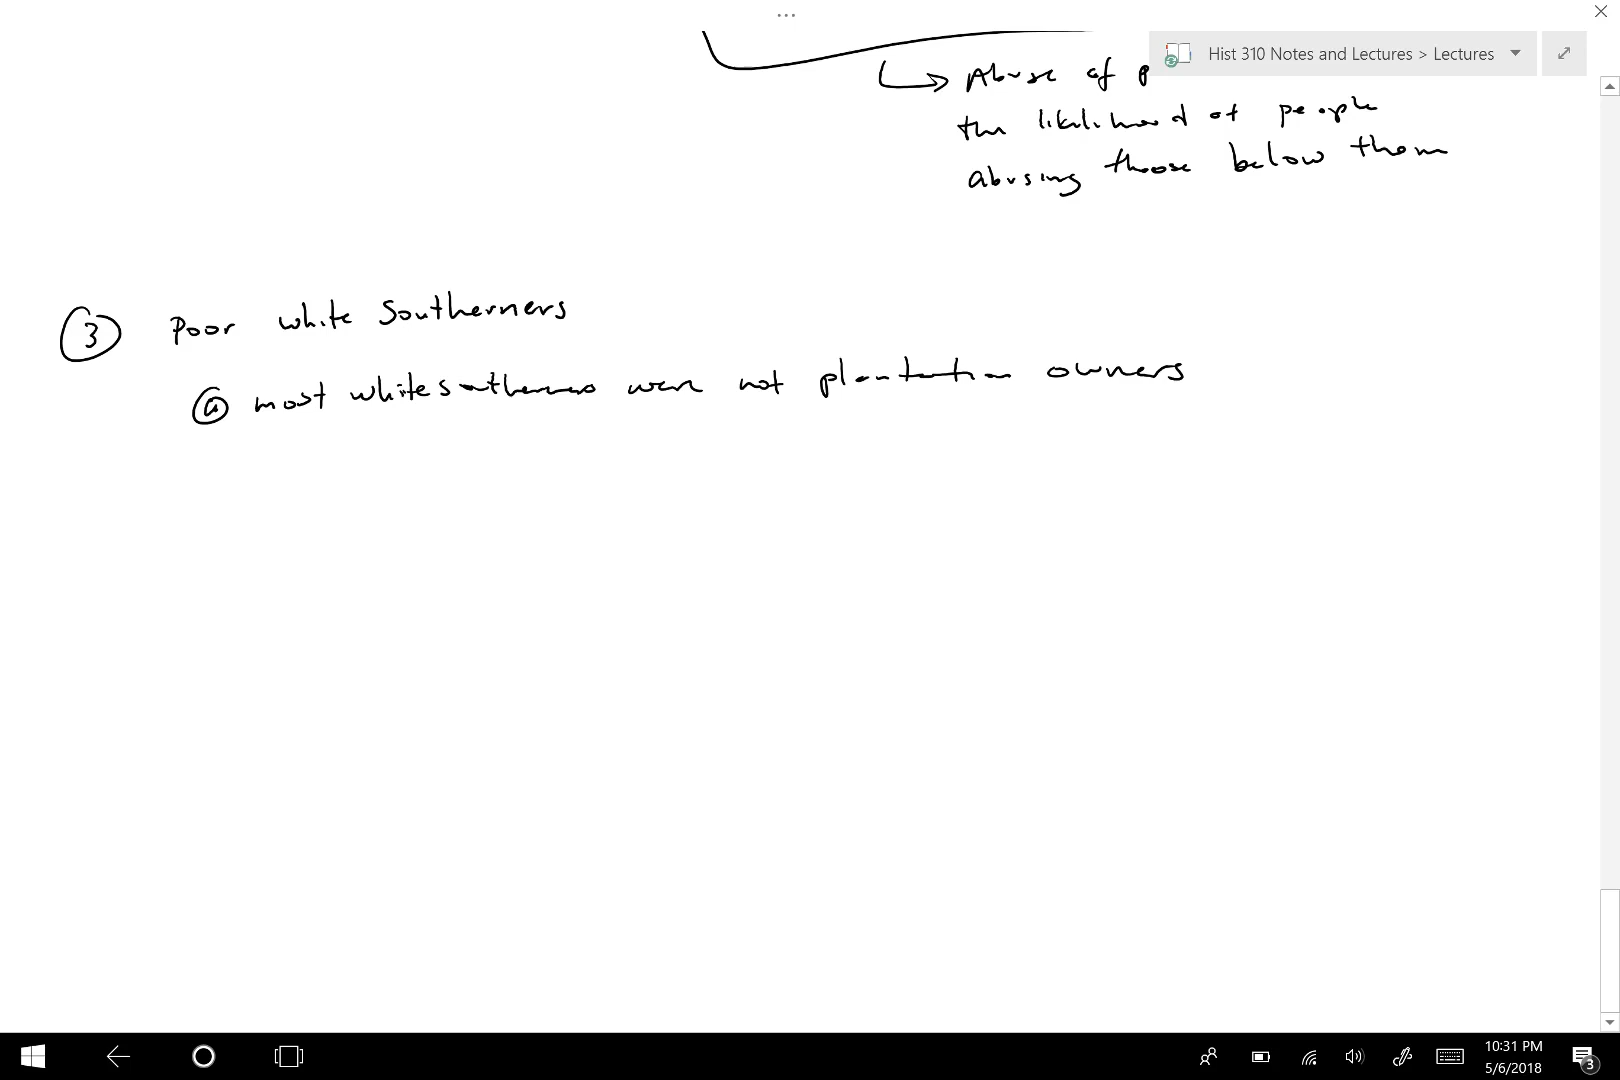 ...
Hist 310 Notes and Lectures > Lectures
Abuse of p
the likelihood of people
abusing those below them
3 Poor white Southerners
a most white southerners were not plantation owners
10:31 PM
5/6/2018
3